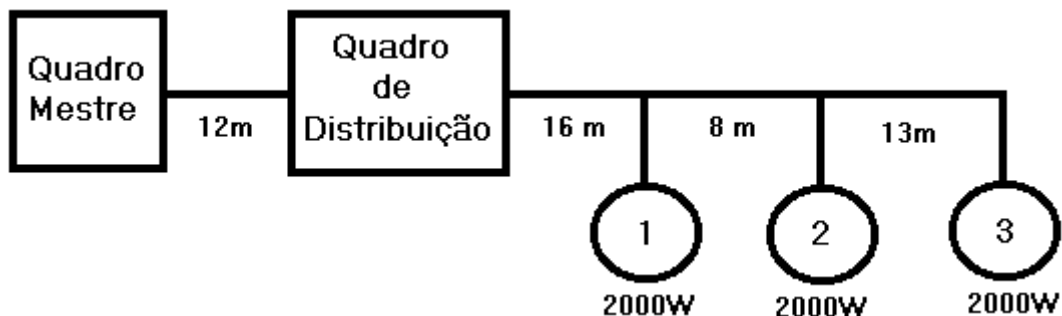 Quadro
Mestre
12m
Quadro
de
Distribuição
16 m
8 m
13m
1
2
3
2000W
2000W
2000W